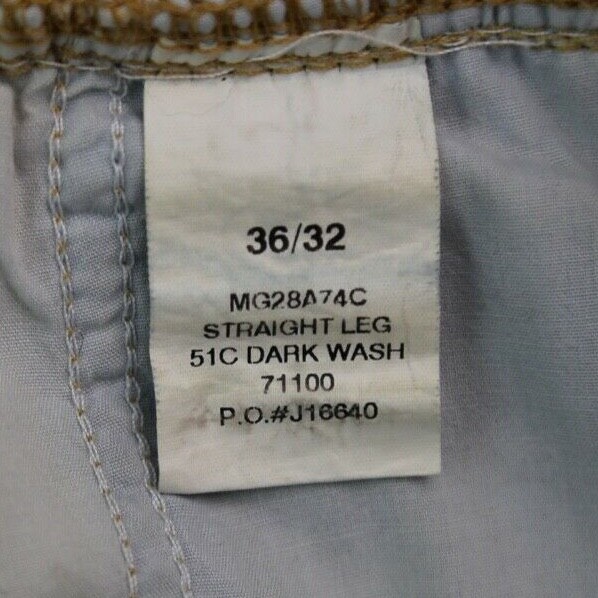 36/32
MG28A74C
STRAIGHT LEG
51C DARK WASH
71100
P.O.#J16640